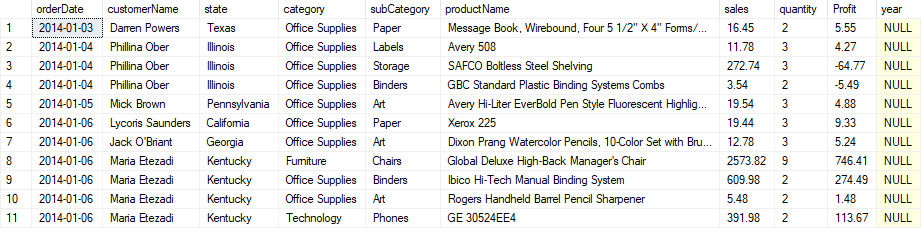 orderDate customerName state category subCategory productName sales quantity Profit year
1 2014-01-03 Darren Powers Texas Office Supplies Paper Message Book, Wirebound, Four 5 1/2" X 4" Forms/... 16.45 2 5.55 NULL
2 2014-01-04 Phillina Ober Illinois Office Supplies Labels Avery 508 11.78 3 4.27 NULL
3 2014-01-04 Phillina Ober Illinois Office Supplies Storage SAFCO Boltless Steel Shelving 272.74 3 -64.77 NULL
4 2014-01-04 Phillina Ober Illinois Office Supplies Binders GBC Standard Plastic Binding Systems Combs 3.54 2 -5.49 NULL
5 2014-01-05 Mick Brown Pennsylvania Office Supplies Art Avery Hi-Liter EverBold Pen Style Fluorescent Highlig... 19.54 3 4.88 NULL
6 2014-01-06 Lycoris Saunders California Office Supplies Paper Xerox 225 19.44 3 9.33 NULL
7 2014-01-06 Jack O'Briant Georgia Office Supplies Art Dixon Prang Watercolor Pencils, 10-Color Set with Bru... 12.78 3 5.24 NULL
8 2014-01-06 Maria Etezadi Kentucky Furniture Chairs Global Deluxe High-Back Manager's Chair 2573.82 9 746.41 NULL
9 2014-01-06 Maria Etezadi Kentucky Office Supplies Binders Ibico Hi-Tech Manual Binding System 609.98 2 274.49 NULL
10 2014-01-06 Maria Etezadi Kentucky Office Supplies Art Rogers Handheld Barrel Pencil Sharpener 5.48 2 1.48 NULL
11 2014-01-06 Maria Etezadi Kentucky Technology Phones GE 30524EE4 391.98 2 113.67 NULL